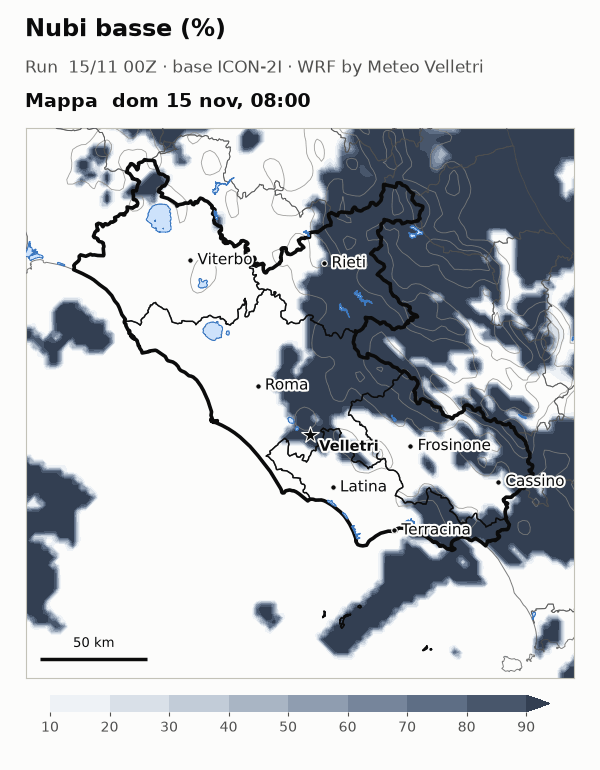 Nubi basse (%)
Run 15/11 00Z · base ICON-2I · WRF by Meteo Velletri
Mappa dom 15 nov, 08:00
Viterbo
Rieti
Roma
Velletri
Frosinone
Latina
Cassino
Terracina
50 km
10 20 30 40 50 60 70 80 90